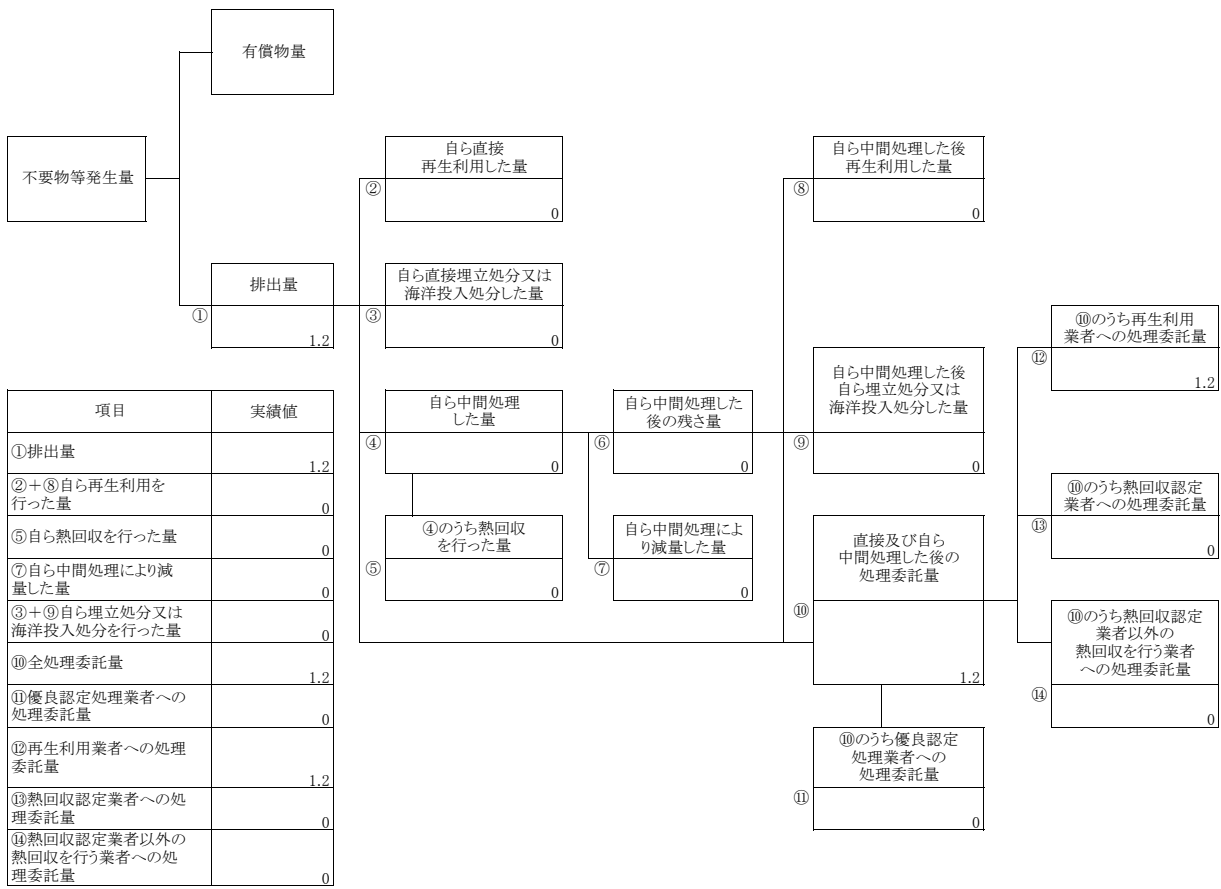 有償物量
不要物等発生量
自ら直接
再生利用した量
②
0
自ら中間処理した後
再生利用した量
⑧
0
排出量
①
1.2
自ら直接埋立処分又は
海洋投入処分した量
③
0
⑩のうち再生利用
業者への処理委託量
⑫
1.2
自ら中間処理
した量
④
0
自ら中間処理した
後の残さ量
⑥
0
自ら中間処理した後
自ら埋立処分又は
海洋投入処分した量
⑨
0
⑩のうち熱回収認定
業者への処理委託量
⑬
0
④のうち熱回収
を行った量
⑤
0
自ら中間処理によ
り減量した量
⑦
0
直接及び自ら
中間処理した後の
処理委託量
⑩
1.2
⑩のうち熱回収認定
業者以外の
熱回収を行う業者
への処理委託量
⑭
0
⑩のうち優良認定
処理業者への
処理委託量
⑪
0
項目 実績値
①排出量
1.2
②+⑧自ら再生利用を
行った量
0
⑤自ら熱回収を行った量
0
⑦自ら中間処理により減
量した量
0
③+⑨自ら埋立処分又は
海洋投入処分を行った量
0
⑩全処理委託量
1.2
⑪優良認定処理業者への
処理委託量
0
⑫再生利用業者への処理
委託量
1.2
⑬熱回収認定業者への処
理委託量
0
⑭熱回収認定業者以外の
熱回収を行う業者への処
理委託量
0